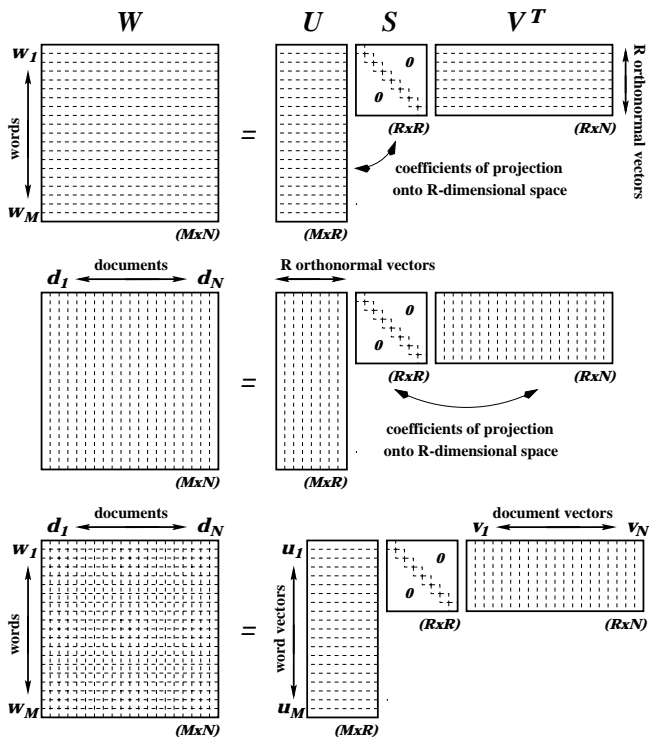 W U S V^T
w_1
words
w_M
(MxN)
=
(MxR)
0
0
(RxR)
(RxN)
R orthonormal vectors
coefficients of projection
onto R-dimensional space
d_1 documents d_N
R orthonormal vectors
(MxN)
=
(MxR)
0
0
(RxR)
(RxN)
coefficients of projection
onto R-dimensional space
d_1 documents d_N
w_1
words
w_M
(MxN)
=
u_1
word vectors
u_M
(MxR)
0
0
(RxR)
document vectors
v_1 v_N
(RxN)